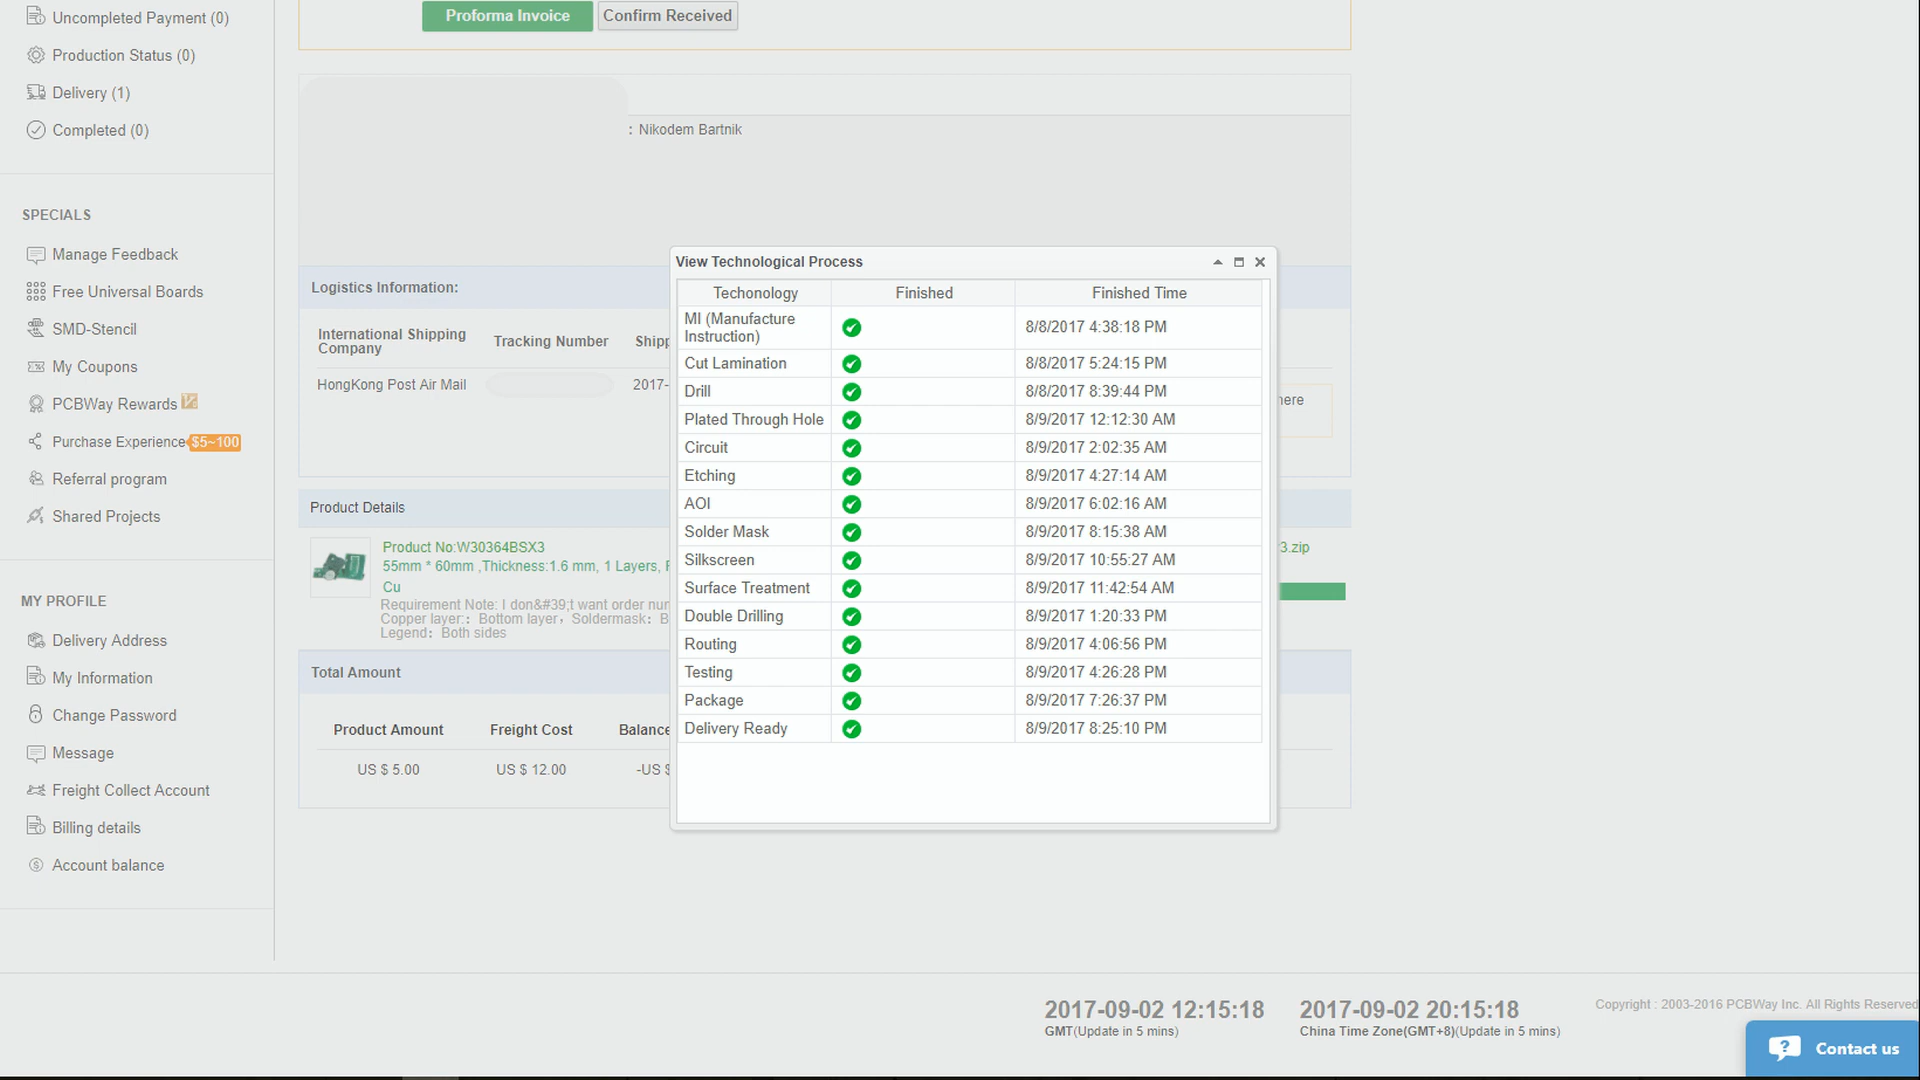 Uncompleted Payment (0)
Production Status (0)
Delivery (1)
Completed (0)
SPECIALS
Manage Feedback
Free Universal Boards
SMD-Stencil
My Coupons
PCBWay Rewards
Purchase Experience $5~100
Referral program
Shared Projects
MY PROFILE
Delivery Address
My Information
Change Password
Message
Freight Collect Account
Billing details
Account balance
Proforma Invoice Confirm Received
: Nikodem Bartnik
Logistics Information:
International Shipping
Company
Tracking Number
HongKong Post Air Mail 2017-
here
Product Details
Product No:W30364BSX3
3.zip
55mm * 60mm ,Thickness:1.6 mm, 1 Layers,
Cu
Requirement Note: I don&#39;t want order
Copper layer:: Bottom layer, Soldermask:
Legend: Both sides
Total Amount
Product Amount Freight Cost Balance
US $ 5.00 US $ 12.00 -US $
View Technological Process
Techonology Finished Finished Time
MI (Manufacture
Instruction) 8/8/2017 4:38:18 PM
Cut Lamination 8/8/2017 5:24:15 PM
Drill 8/8/2017 8:39:44 PM
Plated Through Hole 8/9/2017 12:12:30 AM
Circuit 8/9/2017 2:02:35 AM
Etching 8/9/2017 4:27:14 AM
AOI 8/9/2017 6:02:16 AM
Solder Mask 8/9/2017 8:15:38 AM
Silkscreen 8/9/2017 10:55:27 AM
Surface Treatment 8/9/2017 11:42:54 AM
Double Drilling 8/9/2017 1:20:33 PM
Routing 8/9/2017 4:06:56 PM
Testing 8/9/2017 4:26:28 PM
Package 8/9/2017 7:26:37 PM
Delivery Ready 8/9/2017 8:25:10 PM
2017-09-02 12:15:18
GMT(Update in 5 mins)
2017-09-02 20:15:18
China Time Zone(GMT+8)(Update in 5 mins)
Copyright : 2003-2016 PCBWay Inc. All Rights Reserved
Contact us